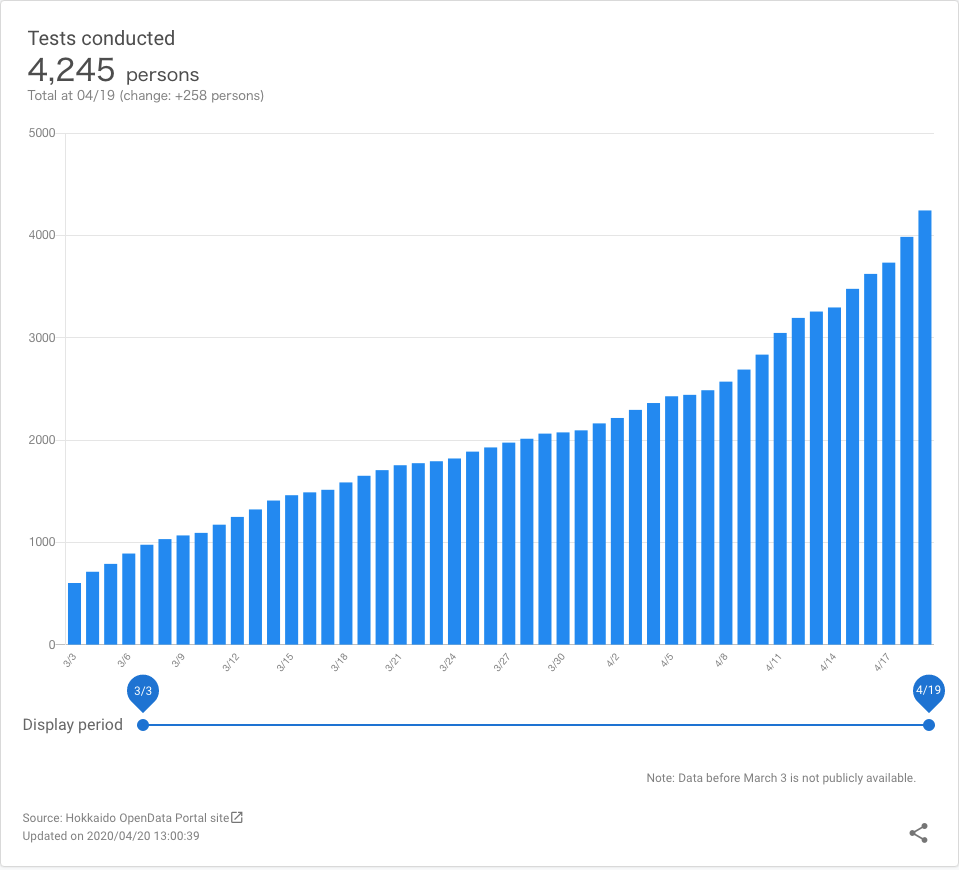 Tests conducted
4,245 persons
Total at 04/19 (change: +258 persons)
5000
4000
3000
2000
1000
0
3/3 3/6 3/9 3/12 3/15 3/18 3/21 3/24 3/27 3/30 4/2 4/5 4/8 4/11 4/14 4/17
3/3 4/19
Display period
Note: Data before March 3 is not publicly available.
Source: Hokkaido OpenData Portal site
Updated on 2020/04/20 13:00:39